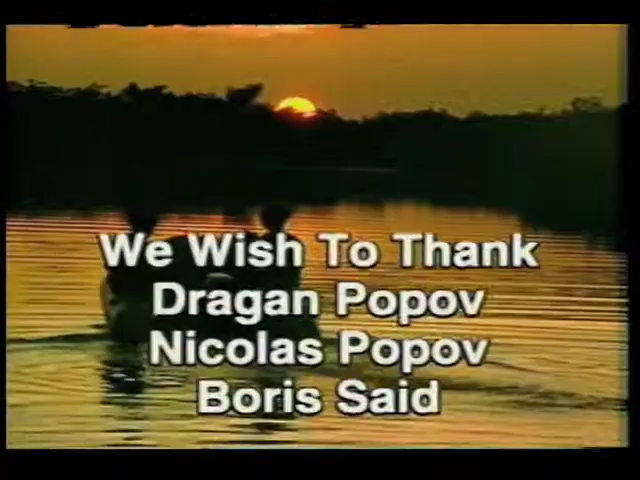 We Wish To Thank
Dragan Popov
Nicolas Popov
Boris Said